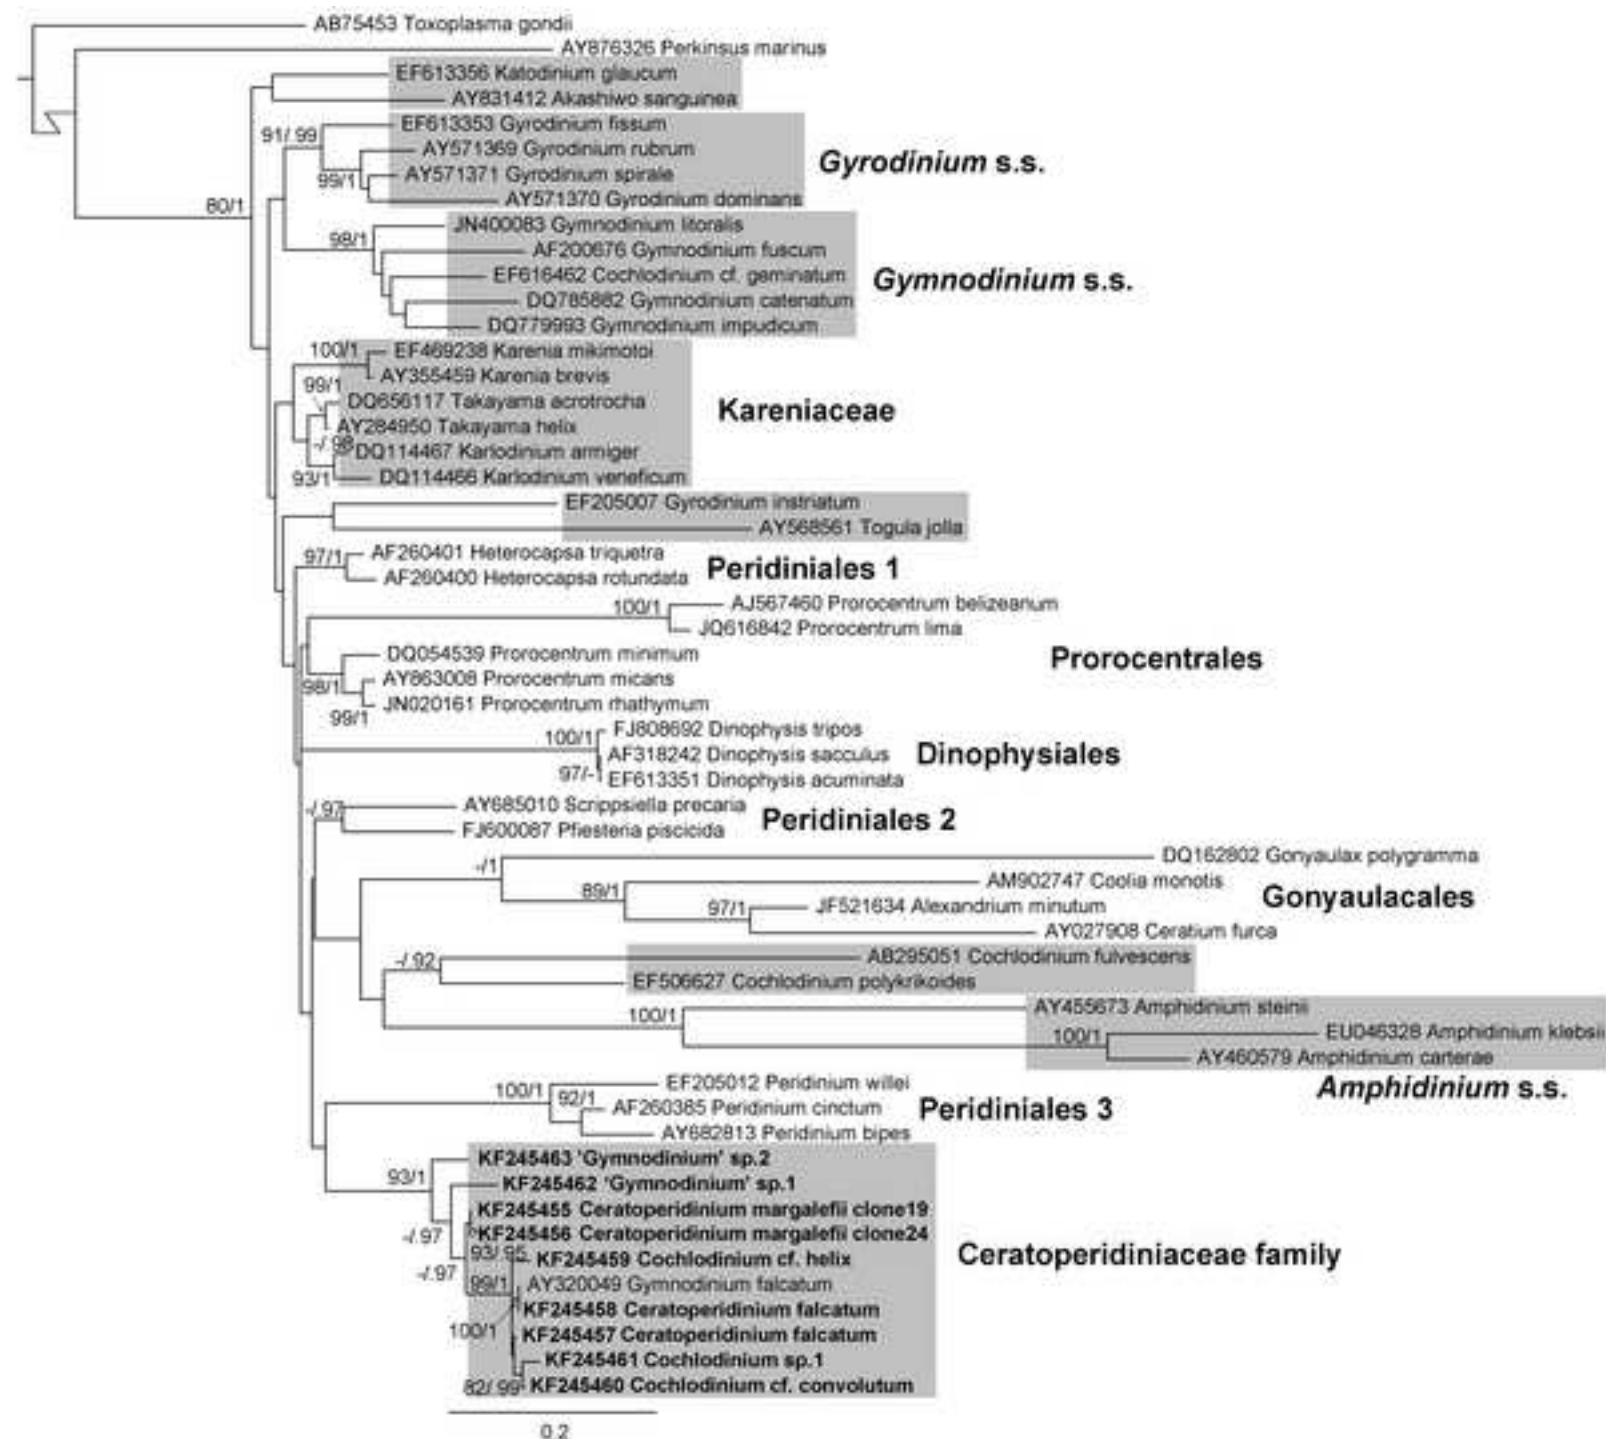 AB75453 Toxoplasma gondii
AY876326 Perkinsus marinus
EF613356 Katodinium glaucum
AY831412 Akashiwo sanguinea
91/ 99
EF613353 Gyrodinium fissum
AY571369 Gyrodinium rubrum
Gyrodinium s.s.
99/1
AY571371 Gyrodinium spirale
AY571370 Gyrodinium dominans
80/1
JN400083 Gymnodinium litoralis
98/1
AF200676 Gymnodinium fuscum
EF616462 Cochlodinium cf. geminatum
Gymnodinium s.s.
DQ785882 Gymnodinium catenatum
DQ779993 Gymnodinium impudicum
100/1
EF469238 Karenia mikimotoi
AY355459 Karenia brevis
99/1
DQ656117 Takayama acrotrocha
Kareniaceae
AY284950 Takayama helix
-/.98
DQ114467 Karlodinium armiger
93/1
DQ114466 Karlodinium veneficum
EF205007 Gyrodinium instriatum
AY568561 Togula jolla
97/1
AF260401 Heterocapsa triquetra
Peridiniales 1
AF260400 Heterocapsa rotundata
100/1
AJ567460 Prorocentrum belizeanum
JQ616842 Prorocentrum lima
DQ054539 Prorocentrum minimum
Prorocentrales
98/1
AY863008 Prorocentrum micans
JN020161 Prorocentrum rhathymum
99/1
FJ808692 Dinophysis tripos
100/1
AF318242 Dinophysis sacculus
Dinophysiales
97/-
EF613351 Dinophysis acuminata
-/.97
AY685010 Scrippsiella precaria
Peridiniales 2
FJ600087 Pfiesteria piscicida
-/1
DQ162802 Gonyaulax polygramma
89/1
AM902747 Coolia monotis
Gonyaulacales
97/1
JF521634 Alexandrium minutum
AY027908 Ceratium furca
-/.92
AB295051 Cochlodinium fulvescens
EF506627 Cochlodinium polykrikoides
100/1
AY455673 Amphidinium steinii
100/1
EU046328 Amphidinium klebsii
AY460579 Amphidinium carterae
Amphidinium s.s.
100/1
EF205012 Peridinium willei
92/1
AF260385 Peridinium cinctum
Peridiniales 3
AY682813 Peridinium bipes
93/1
KF245463 'Gymnodinium' sp.2
KF245462 'Gymnodinium' sp.1
KF245455 Ceratoperidinium margalefii clone19
-/.97
KF245456 Ceratoperidinium margalefii clone24
93/.95
KF245459 Cochlodinium cf. helix
Ceratoperidiniaceae family
-/.97
99/1
AY320049 Gymnodinium falcatum
KF245458 Ceratoperidinium falcatum
100/1
KF245457 Ceratoperidinium falcatum
KF245461 Cochlodinium sp.1
82/.99
KF245460 Cochlodinium cf. convolutum
0.2